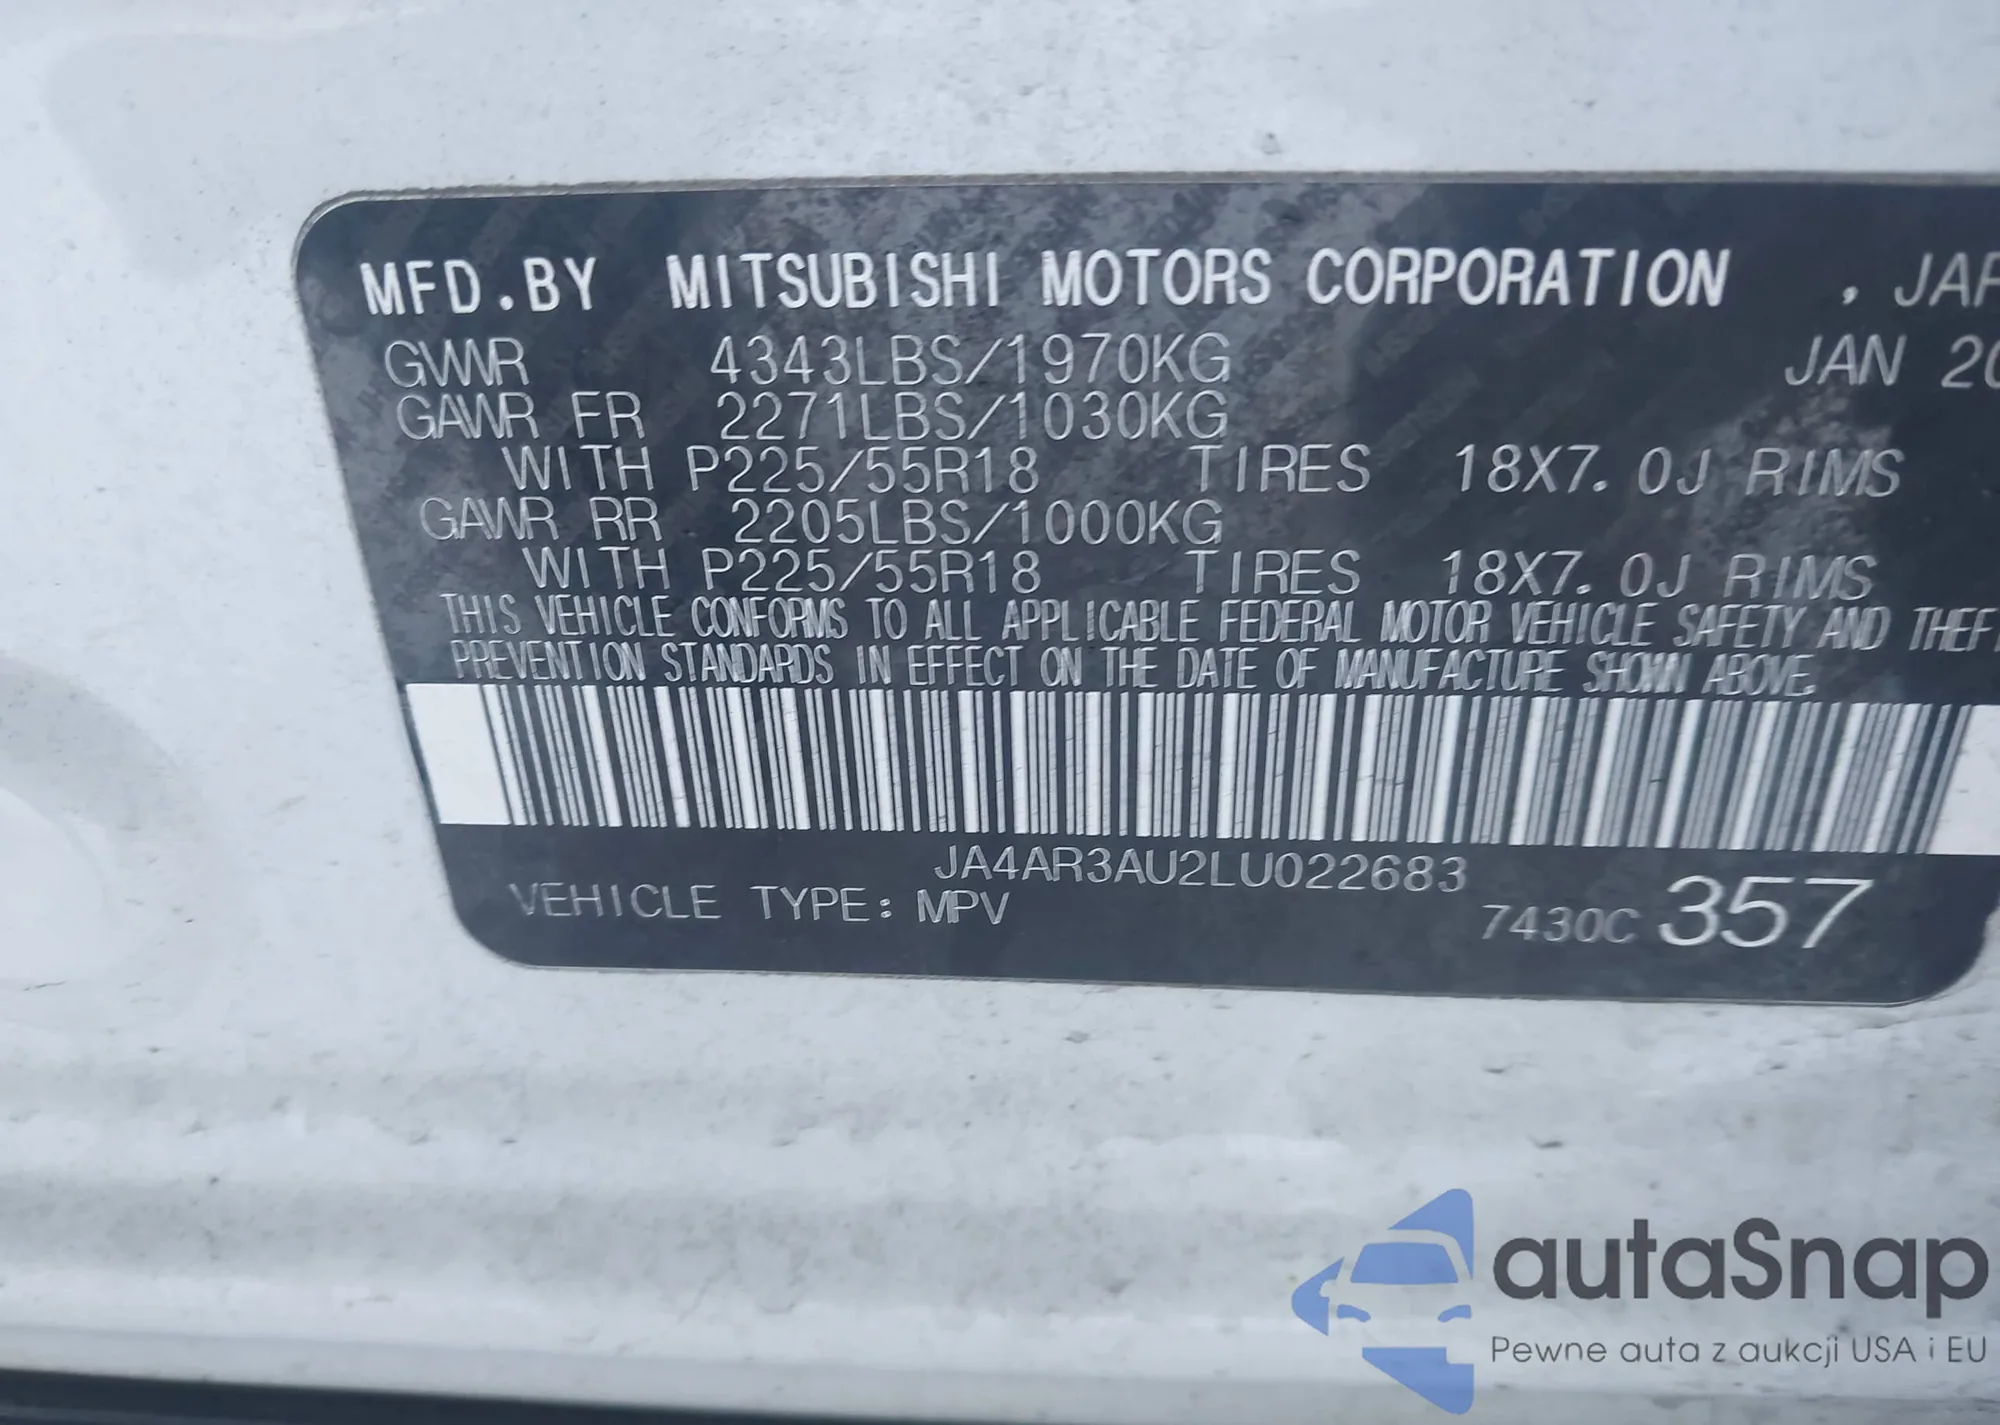 MFD.BY MITSUBISHI MOTORS CORPORATION , JAP
GVWR 4343LBS/1970KG JAN 20
GAWR FR 2271LBS/1030KG
WITH P225/55R18 TIRES 18X7.0J RIMS
GAWR RR 2205LBS/1000KG
WITH P225/55R18 TIRES 18X7.0J RIMS
THIS VEHICLE CONFORMS TO ALL APPLICABLE FEDERAL MOTOR VEHICLE SAFETY AND THEFT
PREVENTION STANDARDS IN EFFECT ON THE DATE OF MANUFACTURE SHOWN ABOVE.
JA4AR3AU2LU022683
VEHICLE TYPE: MPV 7430C 357
autaSnap
Pewne auta z aukcji USA i EU